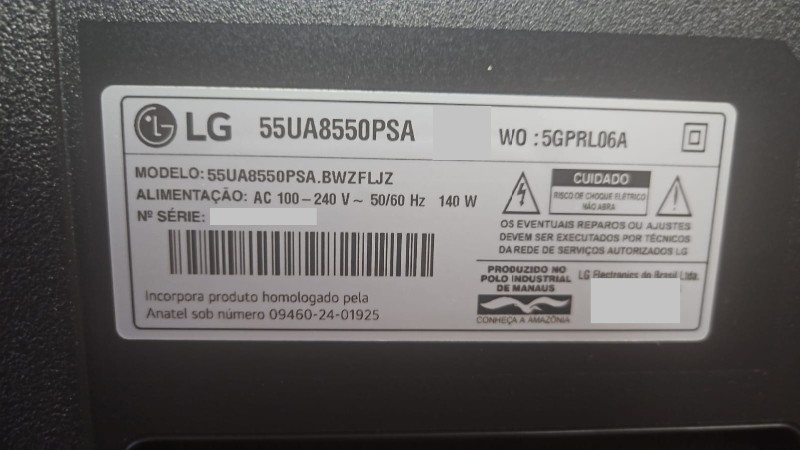 LG 55UA8550PSA WO : 5GPRL06A
MODELO: 55UA8550PSA.BWZFLJZ
ALIMENTAÇÃO: AC 100 – 240 V ~ 50/60 Hz 140 W
Nº SÉRIE:
Incorpora produto homologado pela
Anatel sob número 09460-24-01925
CUIDADO
RISCO DE CHOQUE ELÉTRICO
NÃO ABRA
OS EVENTUAIS REPAROS OU AJUSTES
DEVEM SER EXECUTADOS POR TÉCNICOS
DA REDE DE SERVIÇOS AUTORIZADOS LG
PRODUZIDO NO
POLO INDUSTRIAL
DE MANAUS
CONHEÇA A AMAZÔNIA
LG Electronics do Brasil Ltda.